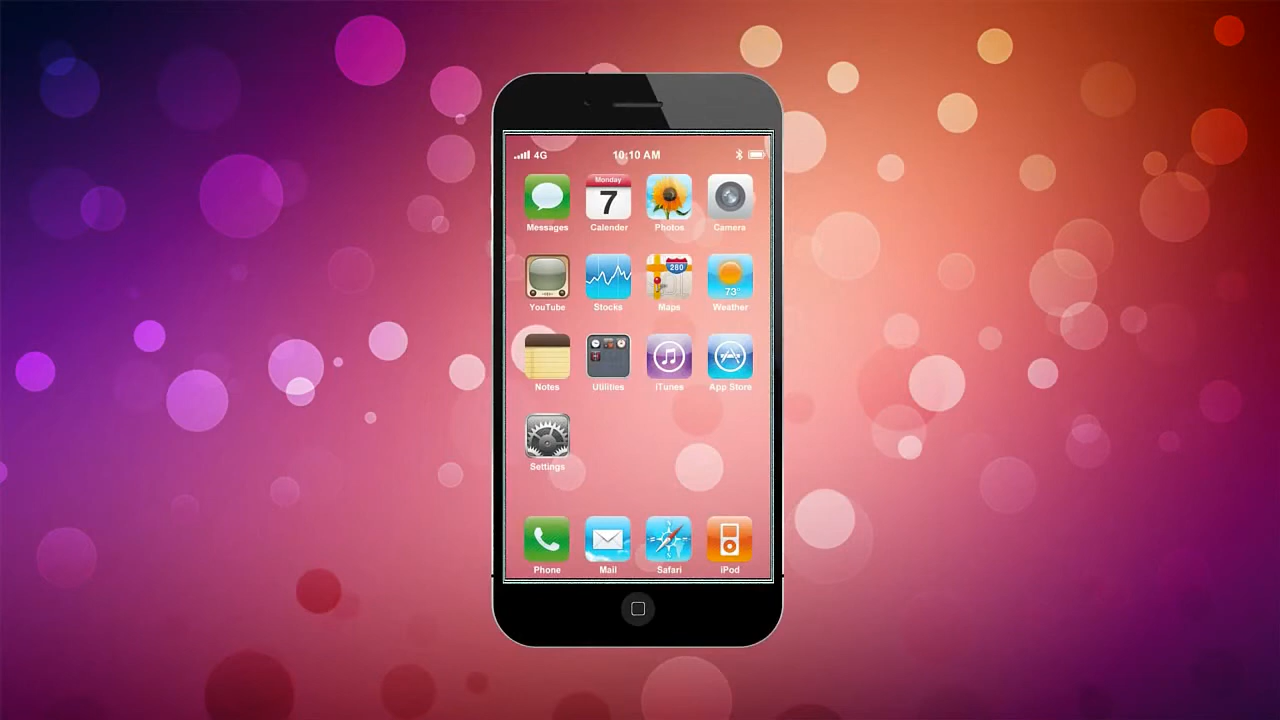 4G 10:10 AM
Monday
7
Messages Calender Photos Camera
280
73°
YouTube Stocks Maps Weather
Notes Utilities iTunes App Store
Settings
Phone Mail Safari iPod